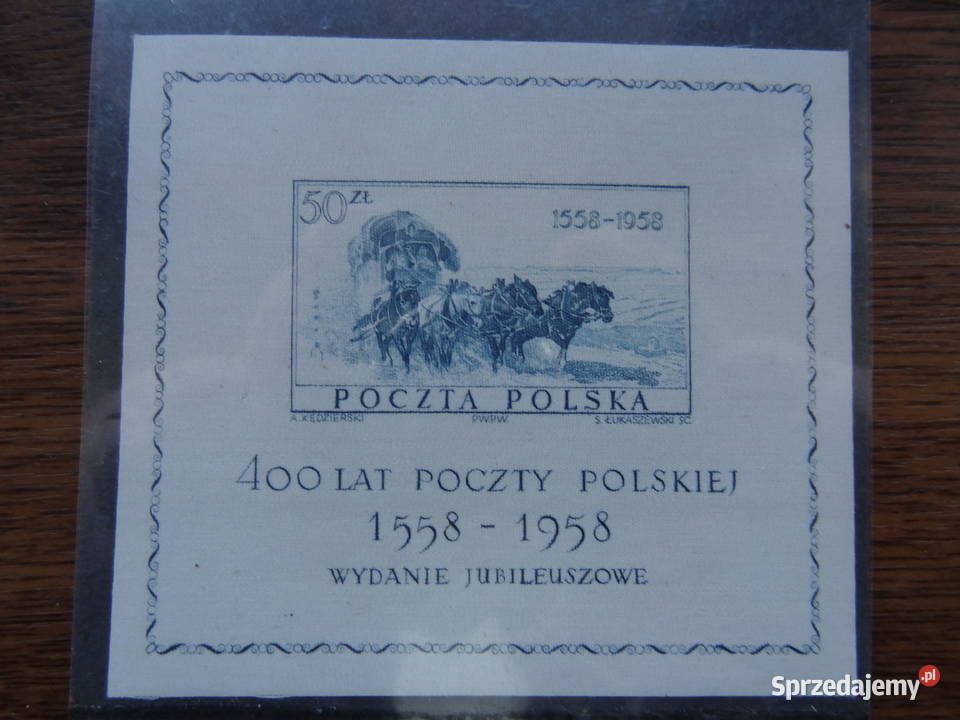 50 ZŁ
1558-1958
POCZTA POLSKA
A. KĘDZIERSKI P.W.P.W. S. ŁUKASZEWSKI SC.
400 LAT POCZTY POLSKIEJ
1558 - 1958
WYDANIE JUBILEUSZOWE
Sprzedajemy.pl